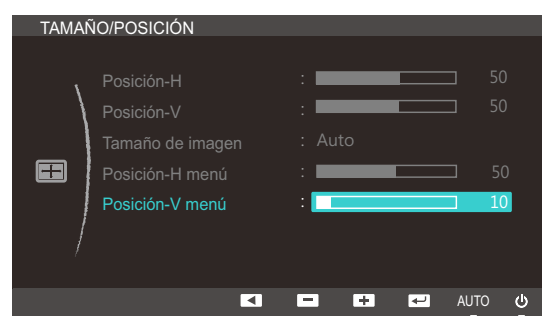 TAMAÑO/POSICIÓN
Posición-H : 50
Posición-V : 50
Tamaño de imagen : Auto
Posición-H menú : 50
Posición-V menú : 10
AUTO